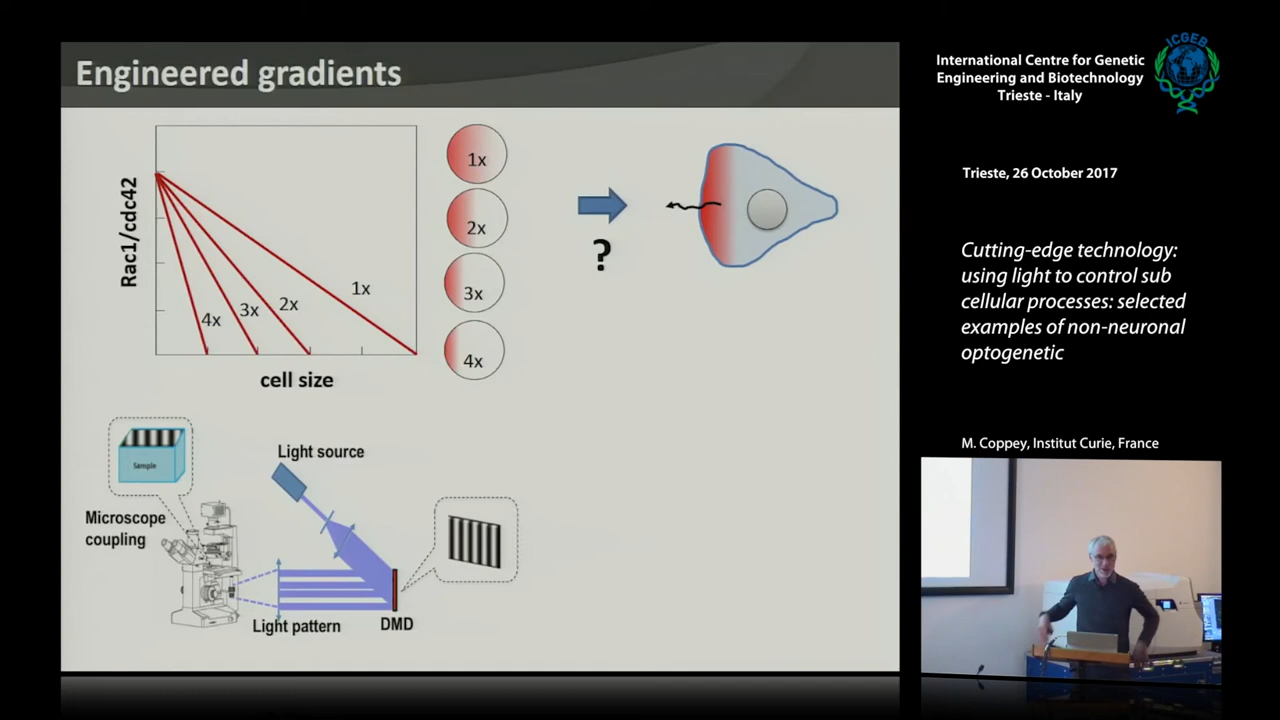 Engineered gradients
Rac1/cdc42
4x
3x
2x
1x
cell size
1x
2x
3x
4x
?
Sample
Microscope
coupling
Light source
Light pattern
DMD
International Centre for Genetic
Engineering and Biotechnology
Trieste - Italy
ICGEB
Trieste, 26 October 2017
Cutting-edge technology:
using light to control sub
cellular processes: selected
examples of non-neuronal
optogenetic
M. Coppey, Institut Curie, France